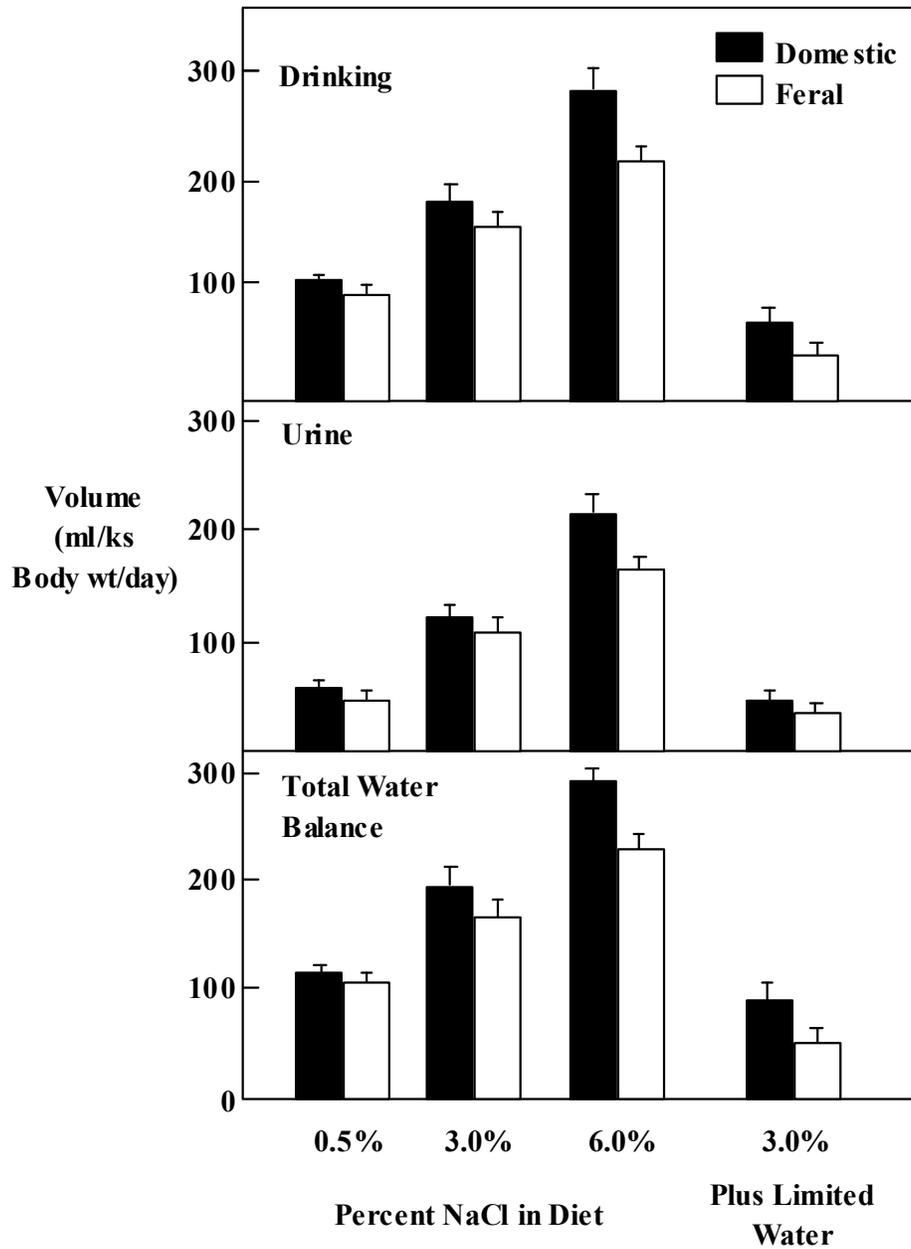 Domestic
Feral
300
Drinking
200
100
300
Urine
200
100
Volume
(ml/ks
Body wt/day)
300
Total Water
Balance
200
100
0
0.5%
3.0%
6.0%
3.0%
Percent NaCl in Diet
Plus Limited
Water